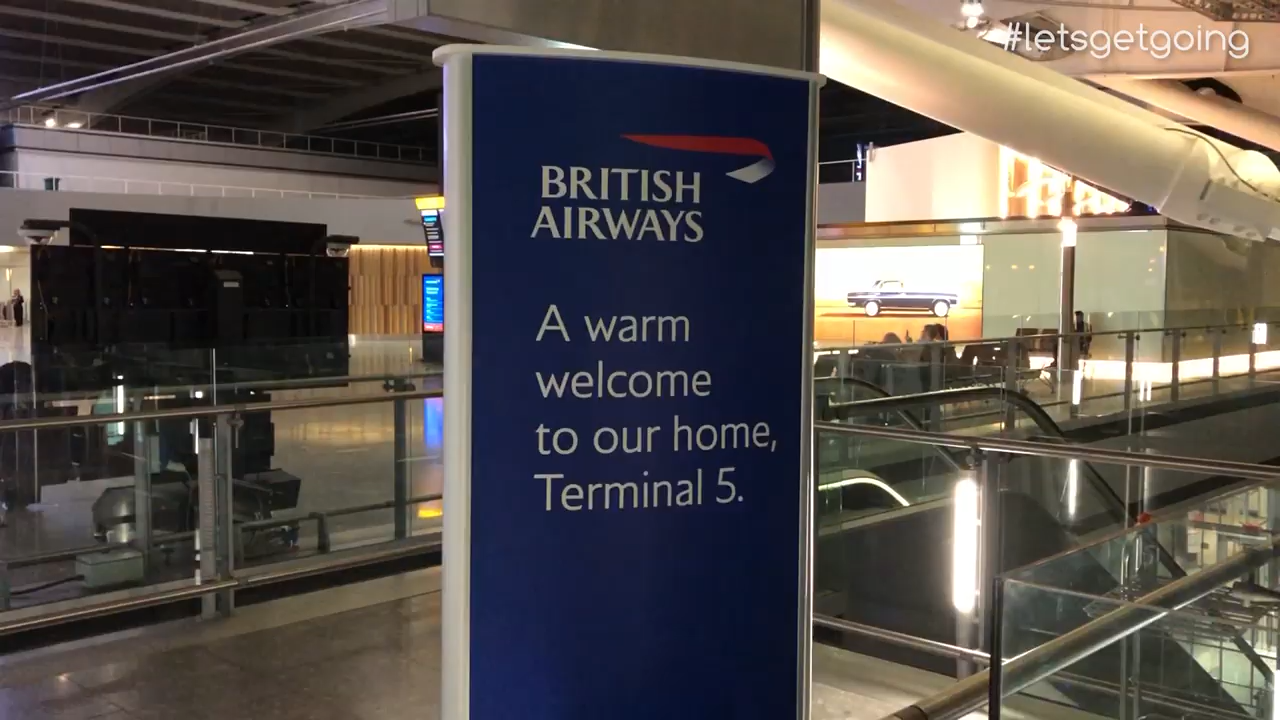 #letsgetgoing
BRITISH
AIRWAYS
A warm
welcome
to our home,
Terminal 5.